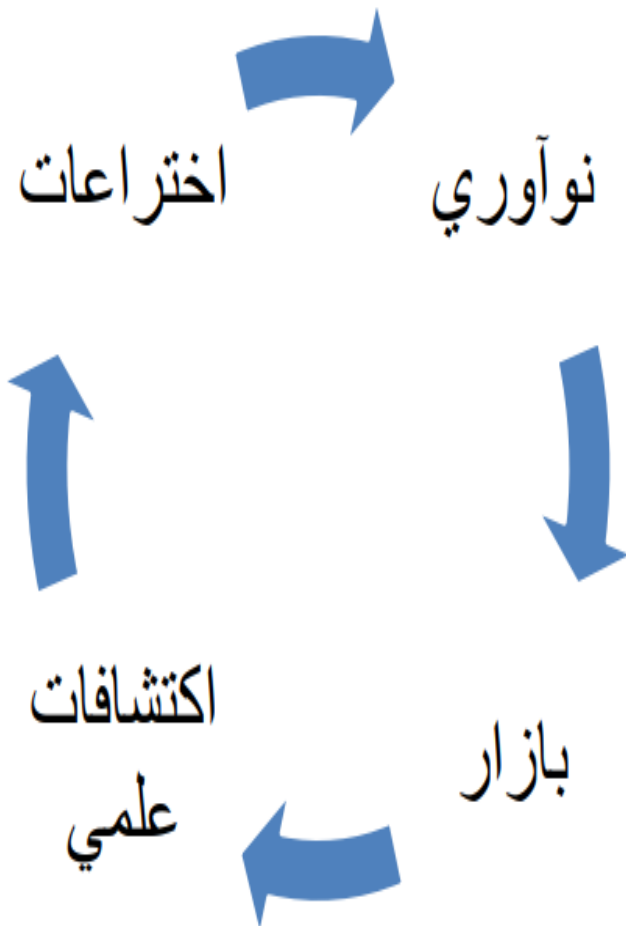 نوآوري
اختراعات
اكتشافات
علمي
بازار